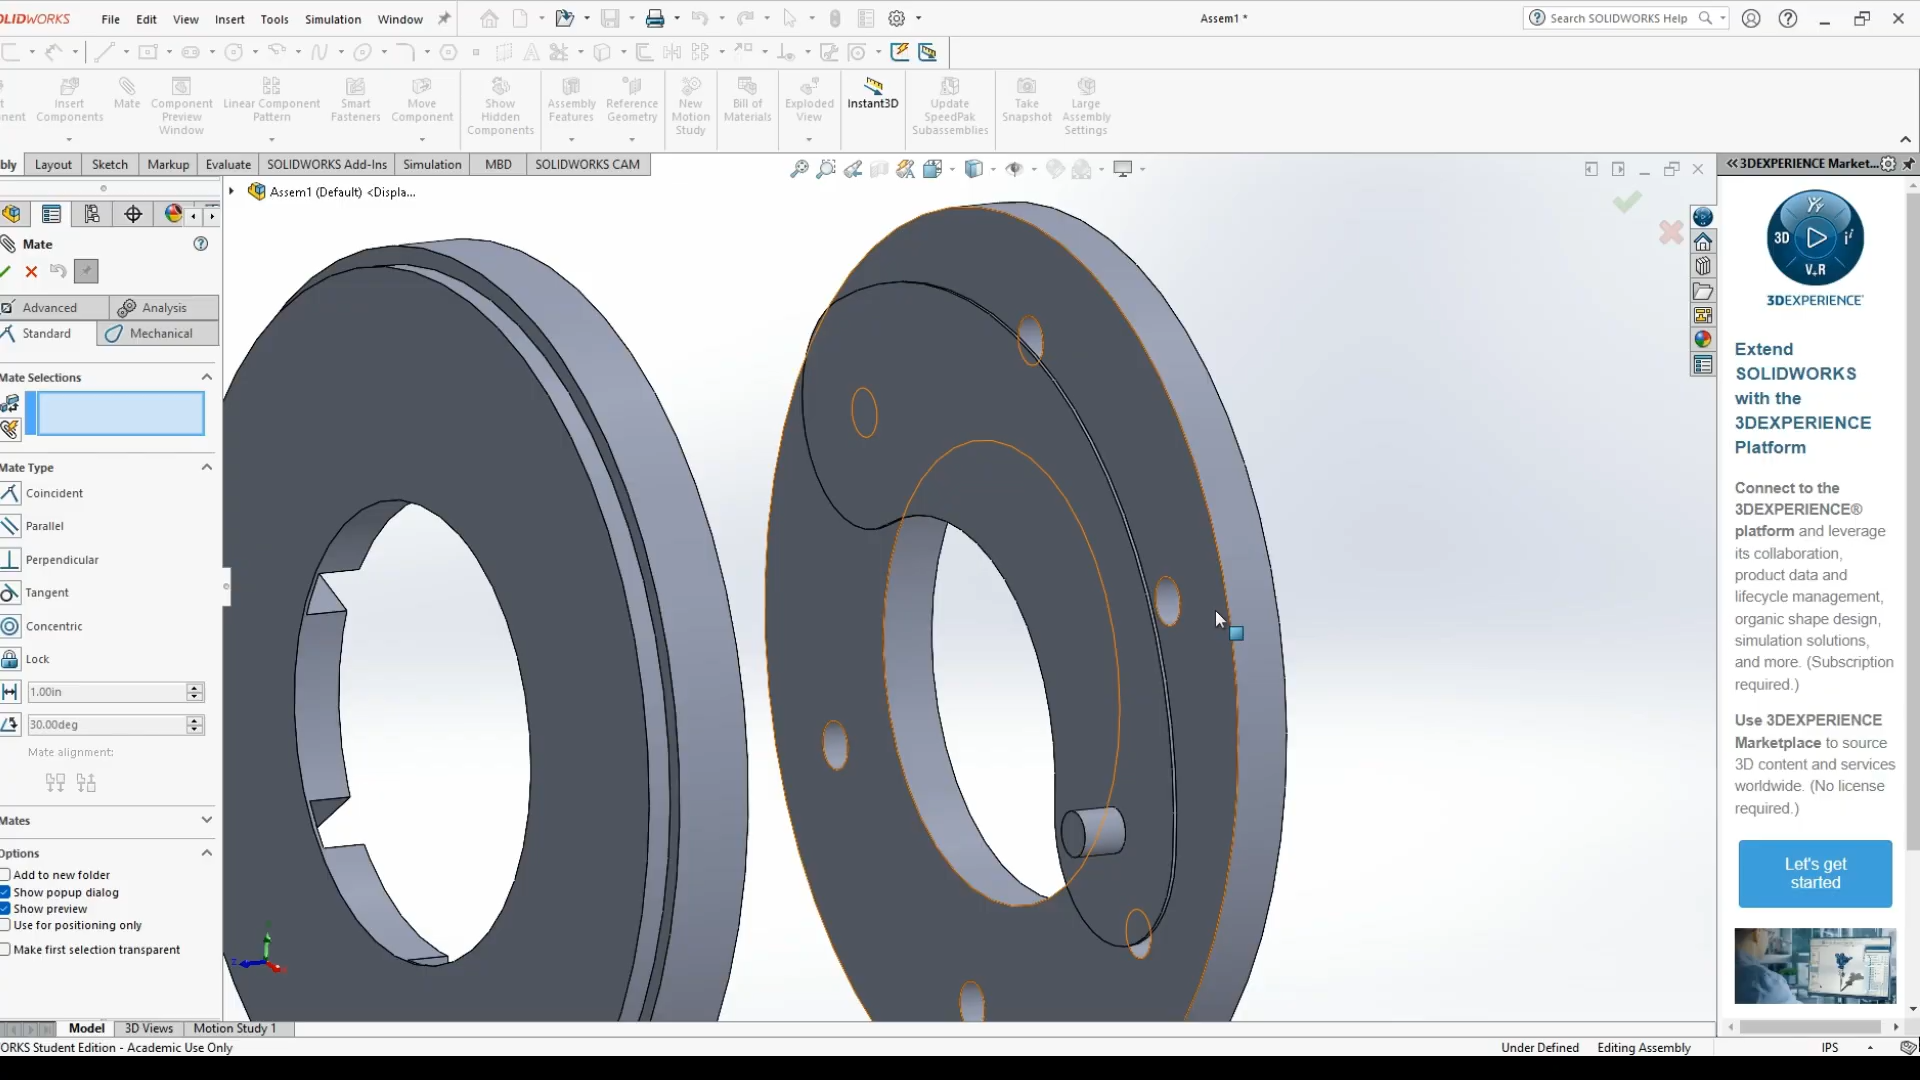 OLIDWORKS File Edit View Insert Tools Simulation Window Assem1 * Search SOLIDWORKS Help
Insert Components
Mate
Component Preview Window
Linear Component Pattern
Smart Fasteners
Move Component
Show Hidden Components
Assembly Features
Reference Geometry
New Motion Study
Bill of Materials
Exploded View
Instant3D
Update SpeedPak Subassemblies
Take Snapshot
Large Assembly Settings
bly Layout Sketch Markup Evaluate SOLIDWORKS Add-Ins Simulation MBD SOLIDWORKS CAM
Assem1 (Default) <Displa...
Mate
Advanced Analysis
Standard Mechanical
Mate Selections
Mate Type
Coincident
Parallel
Perpendicular
Tangent
Concentric
Lock
1.00in
30.00deg
Mate alignment:
Mates
Options
Add to new folder
Show popup dialog
Show preview
Use for positioning only
Make first selection transparent
3DEXPERIENCE Market...
3D
V+R
3DEXPERIENCE
Extend
SOLIDWORKS
with the
3DEXPERIENCE
Platform
Connect to the
3DEXPERIENCE®
platform and leverage
its collaboration,
product data and
lifecycle management,
organic shape design,
simulation solutions,
and more. (Subscription
required.)
Use 3DEXPERIENCE
Marketplace to source
3D content and services
worldwide. (No license
required.)
Let's get
started
Model 3D Views Motion Study 1
ORKS Student Edition - Academic Use Only
Under Defined Editing Assembly IPS